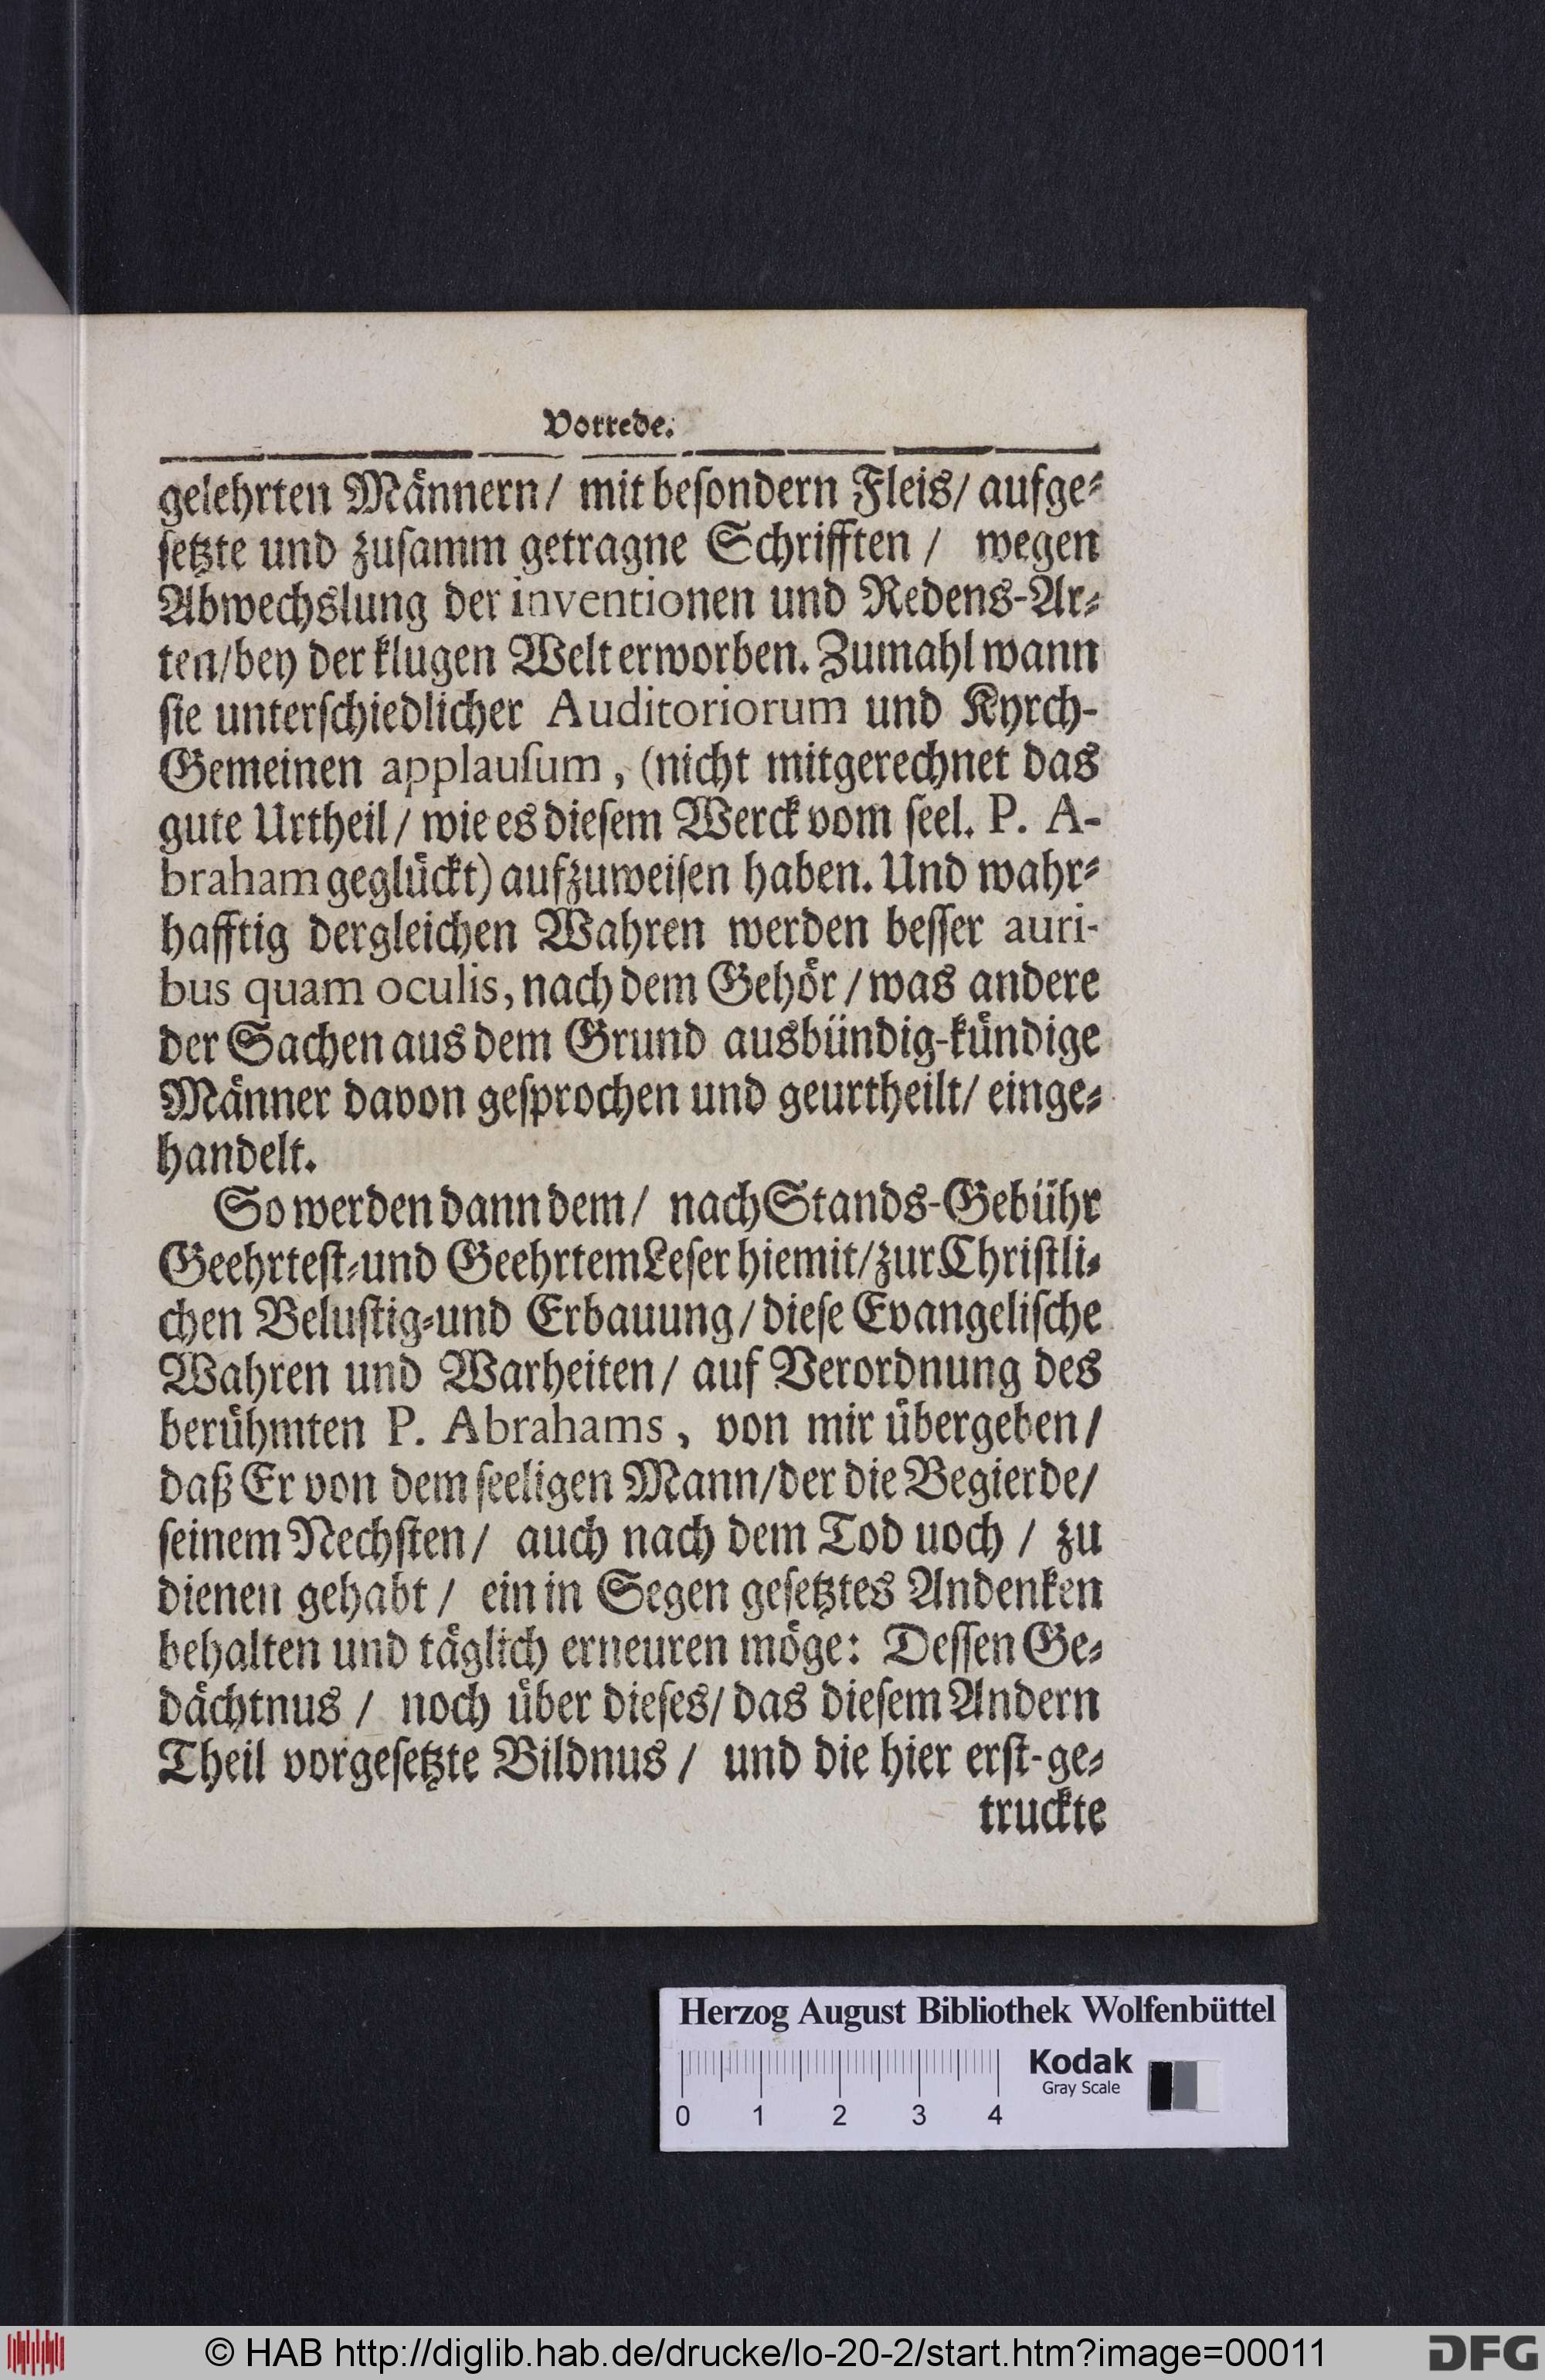 Vorrede.
gelehrten Männern/ mit beſondern Fleis/ aufge⸗
ſetzte und zuſamm getragne Schrifften / wegen
Abwechslung der inventionen und Redens-Ar⸗
ten/bey der klugen Welt erworben. Zumahl wann
ſie unterſchiedlicher Auditoriorum und Kyrch-
Gemeinen applauſum, (nicht mitgerechnet das
gute Urtheil/ wie es dieſem Werck vom ſeel. P. A-
braham geglückt) aufzuweiſen haben. Und wahr⸗
hafftig dergleichen Wahren werden beſſer auri-
bus quam oculis, nach dem Gehör /was andere
der Sachen aus dem Grund ausbündig-kündige
Männer davon geſprochen und geurtheilt/ einge⸗
handelt.
So werden dann dem/ nach Stands-Gebühr
Geehrteſt⸗und Geehrtem Leſer hiemit/zur Chriſtli⸗
chen Beluſtig⸗und Erbauung/ dieſe Evangeliſche
Wahren und Warheiten/ auf Verordnung des
berühmten P. Abrahams, von mir übergeben/
daß Er von dem ſeeligen Mann/der die Begierde/
ſeinem Nechſten/ auch nach dem Tod uoch / zu
dienen gehabt / ein in Segen geſetztes Andenken
behalten und täglich erneuren möge: Deſſen Ge⸗
dächtnus / noch über dieſes/ das dieſem Andern
Theil vorgeſetzte Bildnus / und die hier erſt-ge⸗
truckte
Herzog August Bibliothek Wolfenbüttel
Kodak
Gray Scale
0 1 2 3 4
© HAB http://diglib.hab.de/drucke/lo-20-2/start.htm?image=00011
DFG